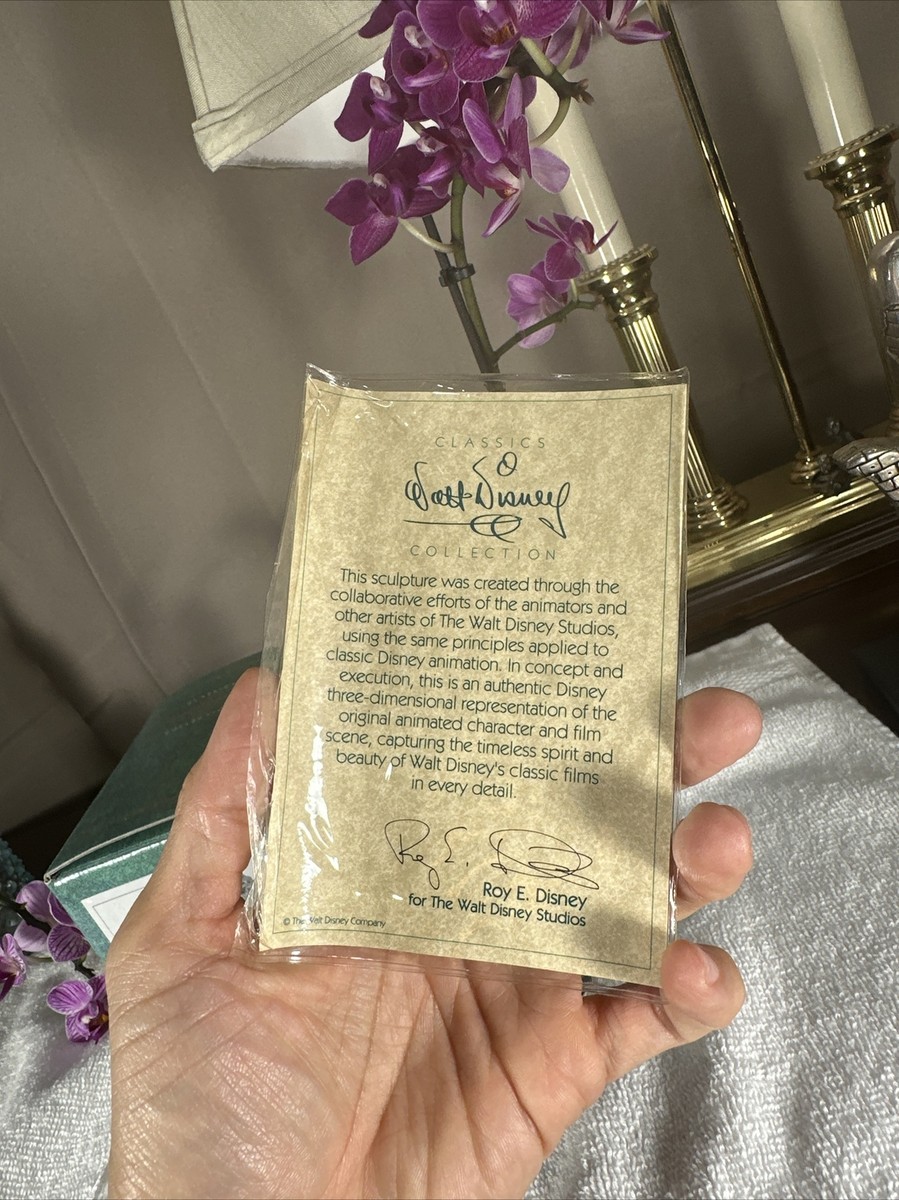 CLASSICS
Walt Disney
COLLECTION
This sculpture was created through the
collaborative efforts of the animators and
other artists of The Walt Disney Studios,
using the same principles applied to
classic Disney animation. In concept and
execution, this is an authentic Disney
three-dimensional representation of the
original animated character and film
scene, capturing the timeless spirit and
beauty of Walt Disney's classic films
in every detail.
Roy E. Disney
Roy E. Disney
for The Walt Disney Studios
© The Walt Disney Company